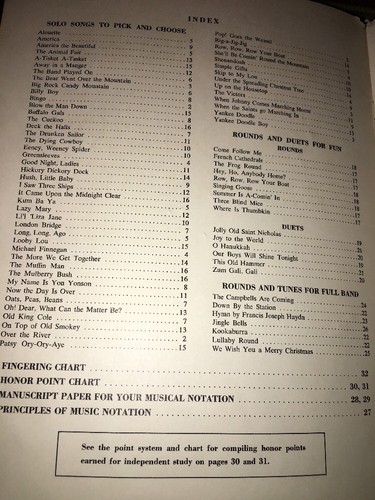 INDEX
SOLO SONGS TO PICK AND CHOOSE
Alouette
America
America the Beautiful
The Animal Fair
A-Tisket A-Tasket
Away in a Manger
The Band Played On
The Bear Went Over the Mountain
Big Rock Candy Mountain
Billy Boy
Bingo
Blow the Man Down
Buffalo Gals
The Cuckoo
Deck the Halls
The Drunken Sailor
The Dying Cowboy
Eeney, Weeney Spider
Greensleeves
Good Night, Ladies
Hickory Dickory Dock
Hush, Little Baby
I Saw Three Ships
It Came Upon the Midnight Clear
Kum Ba Ya
Lazy Mary
Li'l 'Liza Jane
London Bridge
Long, Long, Ago
Looby Lou
Michael Finnegan
The More We Get Together
The Muffin Man
The Mulberry Bush
My Name Is Yon Yonson
Now the Day Is Over
Oats, Peas, Beans
Oh! Dear, What Can the Matter Be?
Old King Cole
On Top of Old Smokey
Over the River
Patsy Ory-Ory-Aye
Pop! Goes the Weasel
Rig-a-Jig-Jig
Row, Row, Row Your Boat
She'll Be Comin' Round the Mountain
Shenandoah
Simple Gifts
Skip to My Lou
Under the Spreading Chestnut Tree
Up on the Housetop
The Victors
When Johnny Comes Marching Home
When the Saints go Marching In
Yankee Doodle
Yankee Doodle Boy
ROUNDS AND DUETS FOR FUN
ROUNDS
Come Follow Me
French Cathedrals
The Frog Round
Hey, Ho, Anybody Home?
Row, Row, Row Your Boat
Singing Goose
Summer Is A-Comin' In
Three Blind Mice
Where Is Thumbkin
DUETS
Jolly Old Saint Nicholas
Joy to the World
O Hanukkah
Our Boys Will Shine Tonight
This Old Hammer
Zum Gali, Gali
ROUNDS AND TUNES FOR FULL BAND
The Campbells Are Coming
Down By the Station
Hymn by Francis Joseph Haydn
Jingle Bells
Kookaburra
Lullaby Round
We Wish You a Merry Christmas
FINGERING CHART 32
HONOR POINT CHART 30, 31
MANUSCRIPT PAPER FOR YOUR MUSICAL NOTATION 28, 29
PRINCIPLES OF MUSIC NOTATION 27
See the point system and chart for compiling honor points
earned for independent study on pages 30 and 31.